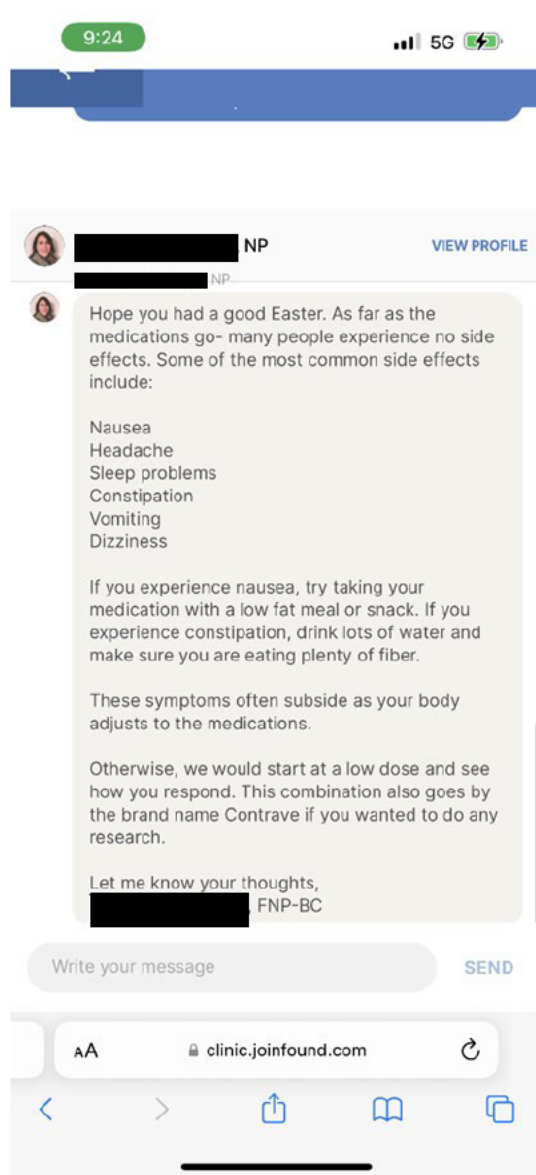 9:24
5G
NP
VIEW PROFILE
NP
Hope you had a good Easter. As far as the
medications go- many people experience no side
effects. Some of the most common side effects
include:
Nausea
Headache
Sleep problems
Constipation
Vomiting
Dizziness
If you experience nausea, try taking your
medication with a low fat meal or snack. If you
experience constipation, drink lots of water and
make sure you are eating plenty of fiber.
These symptoms often subside as your body
adjusts to the medications.
Otherwise, we would start at a low dose and see
how you respond. This combination also goes by
the brand name Contrave if you wanted to do any
research.
Let me know your thoughts,
, FNP-BC
Write your message
SEND
AA
clinic.joinfound.com